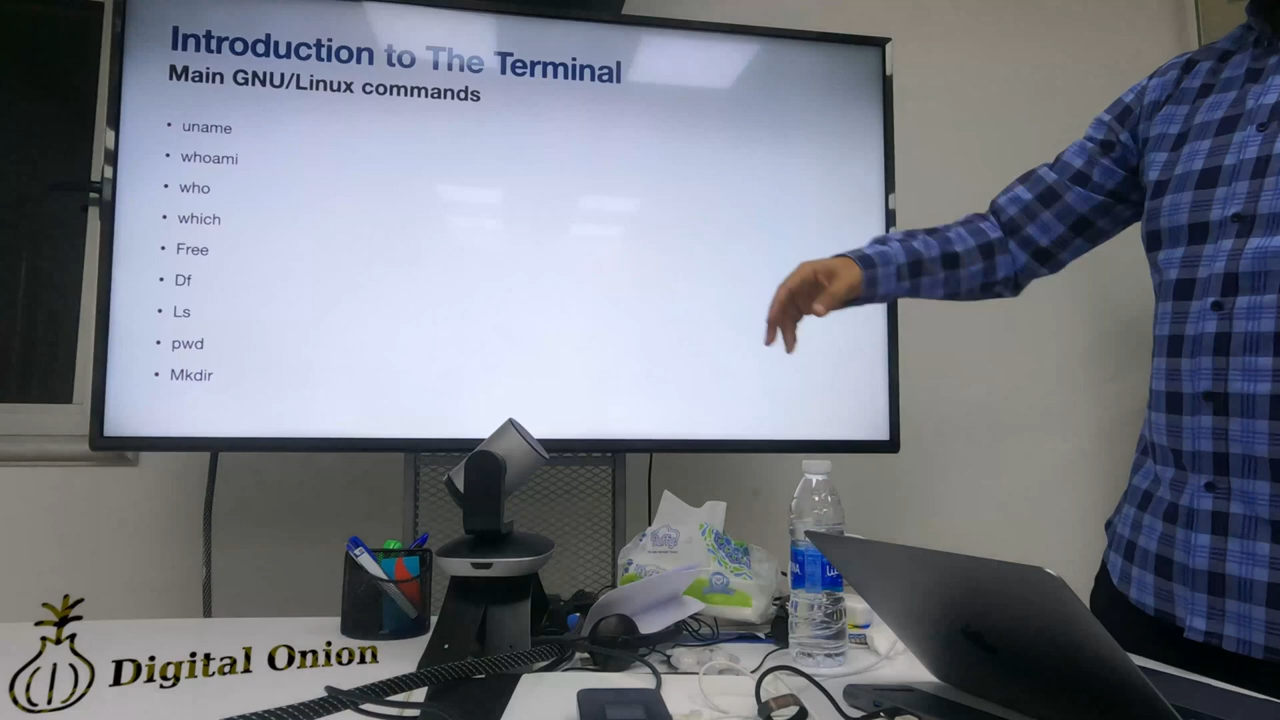 Introduction to The Terminal
Main GNU/Linux commands
• uname
• whoami
• who
• which
• Free
• Df
• Ls
• pwd
• Mkdir
Digital Onion